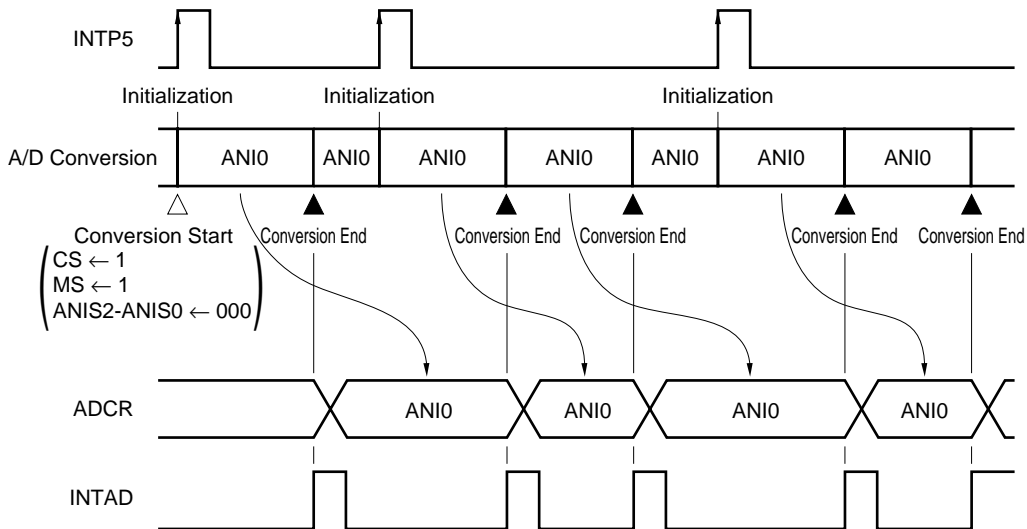 INTP5
Initialization Initialization Initialization
A/D Conversion ANI0 ANI0 ANI0 ANI0 ANI0 ANI0 ANI0
Conversion Start Conversion End Conversion End Conversion End Conversion End Conversion End
CS ← 1
MS ← 1
ANIS2-ANIS0 ← 000
ADCR ANI0 ANI0 ANI0 ANI0
INTAD